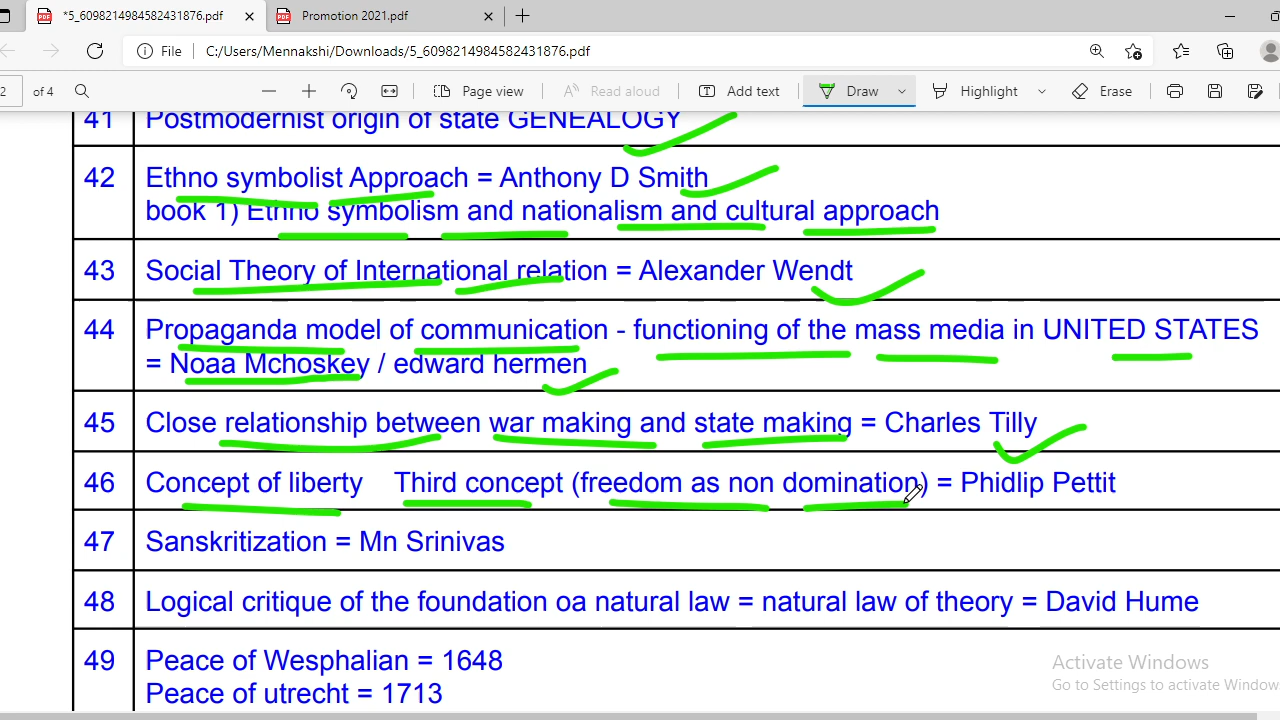 *5_6098214984582431876.pdf
Promotion 2021.pdf
File
C:/Users/Mennakshi/Downloads/5_6098214984582431876.pdf
2 of 4
Page view
Read aloud
Add text
Draw
Highlight
Erase
41 Postmodernist origin of state GENEALOGY
42 Ethno symbolist Approach = Anthony D Smith
book 1) Ethno symbolism and nationalism and cultural approach
43 Social Theory of International relation = Alexander Wendt
44 Propaganda model of communication - functioning of the mass media in UNITED STATES
= Noaa Mchoskey / edward hermen
45 Close relationship between war making and state making = Charles Tilly
46 Concept of liberty Third concept (freedom as non domination) = Phidlip Pettit
47 Sanskritization = Mn Srinivas
48 Logical critique of the foundation oa natural law = natural law of theory = David Hume
49 Peace of Wesphalian = 1648
Peace of utrecht = 1713
Activate Windows
Go to Settings to activate Window